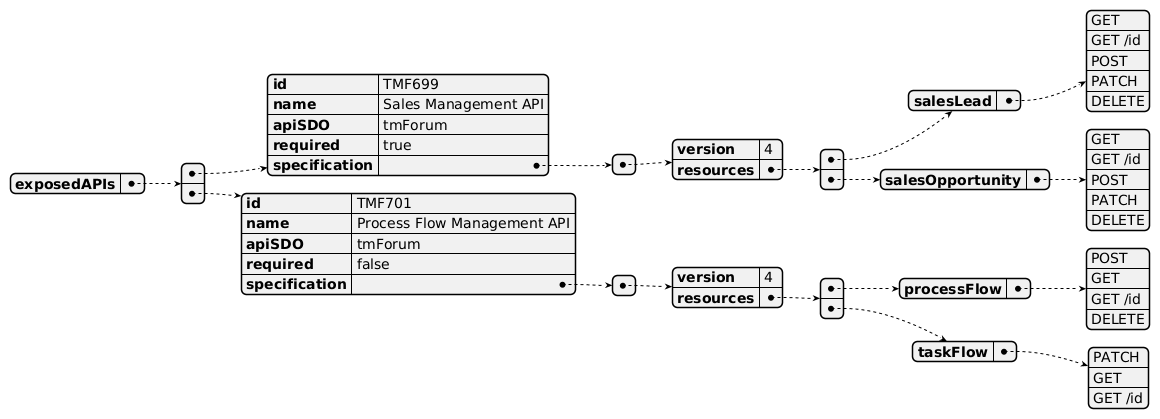 exposedAPIs
id TMF699
name Sales Management API
apiSDO tmForum
required true
specification
version 4
resources
salesLead
GET
GET /id
POST
PATCH
DELETE
salesOpportunity
GET
GET /id
POST
PATCH
DELETE
id TMF701
name Process Flow Management API
apiSDO tmForum
required false
specification
version 4
resources
processFlow
POST
GET
GET /id
DELETE
taskFlow
PATCH
GET
GET /id